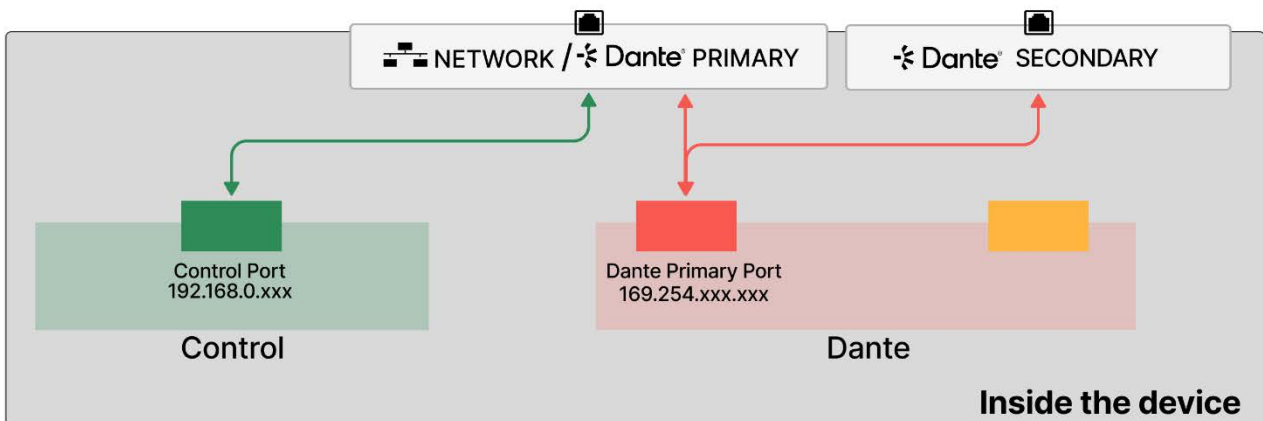 NETWORK / Dante® PRIMARY
Dante® SECONDARY
Control Port
192.168.0.xxx
Dante Primary Port
169.254.xxx.xxx
Control
Dante
Inside the device